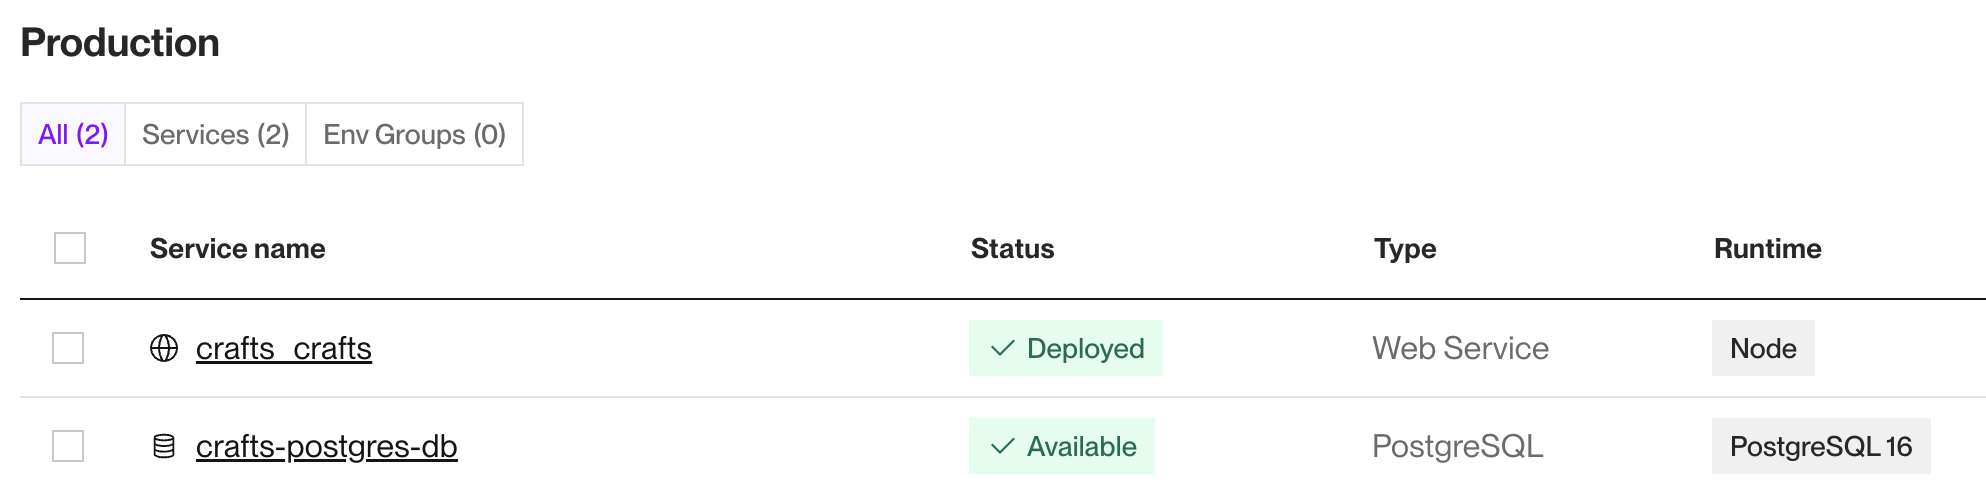 Production
All (2) Services (2) Env Groups (0)
Service name Status Type Runtime
crafts_crafts Deployed Web Service Node
crafts-postgres-db Available PostgreSQL PostgreSQL 16